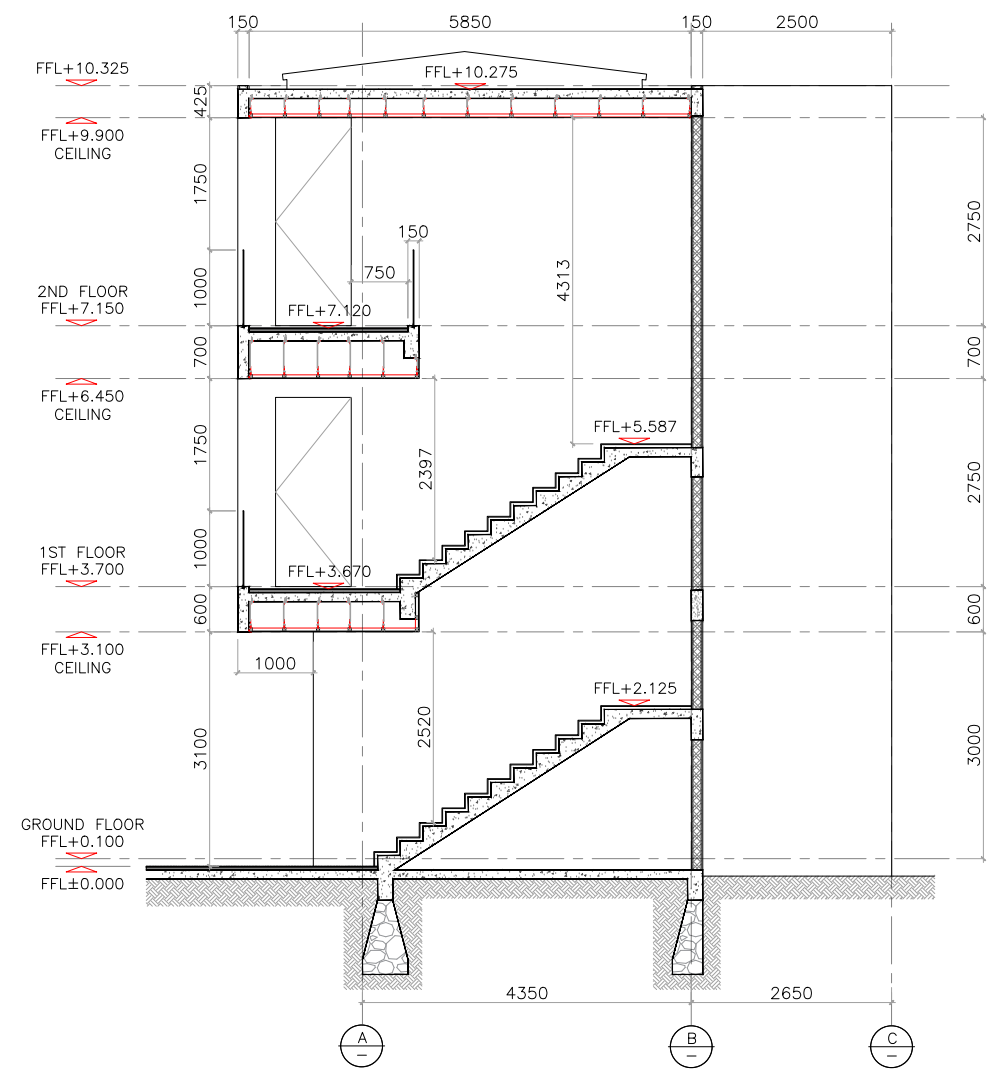 150
5850
150
2500
FFL+10.325
FFL+10.275
425
FFL+9.900
CEILING
1750
2750
4313
150
750
1000
2ND FLOOR
FFL+7.150
FFL+7.120
700
700
FFL+6.450
CEILING
1750
2397
FFL+5.587
2750
1000
1ST FLOOR
FFL+3.700
FFL+3.670
600
600
FFL+3.100
CEILING
1000
FFL+2.125
3100
2520
3000
GROUND FLOOR
FFL+0.100
FFL±0.000
4350
2650
A
B
C